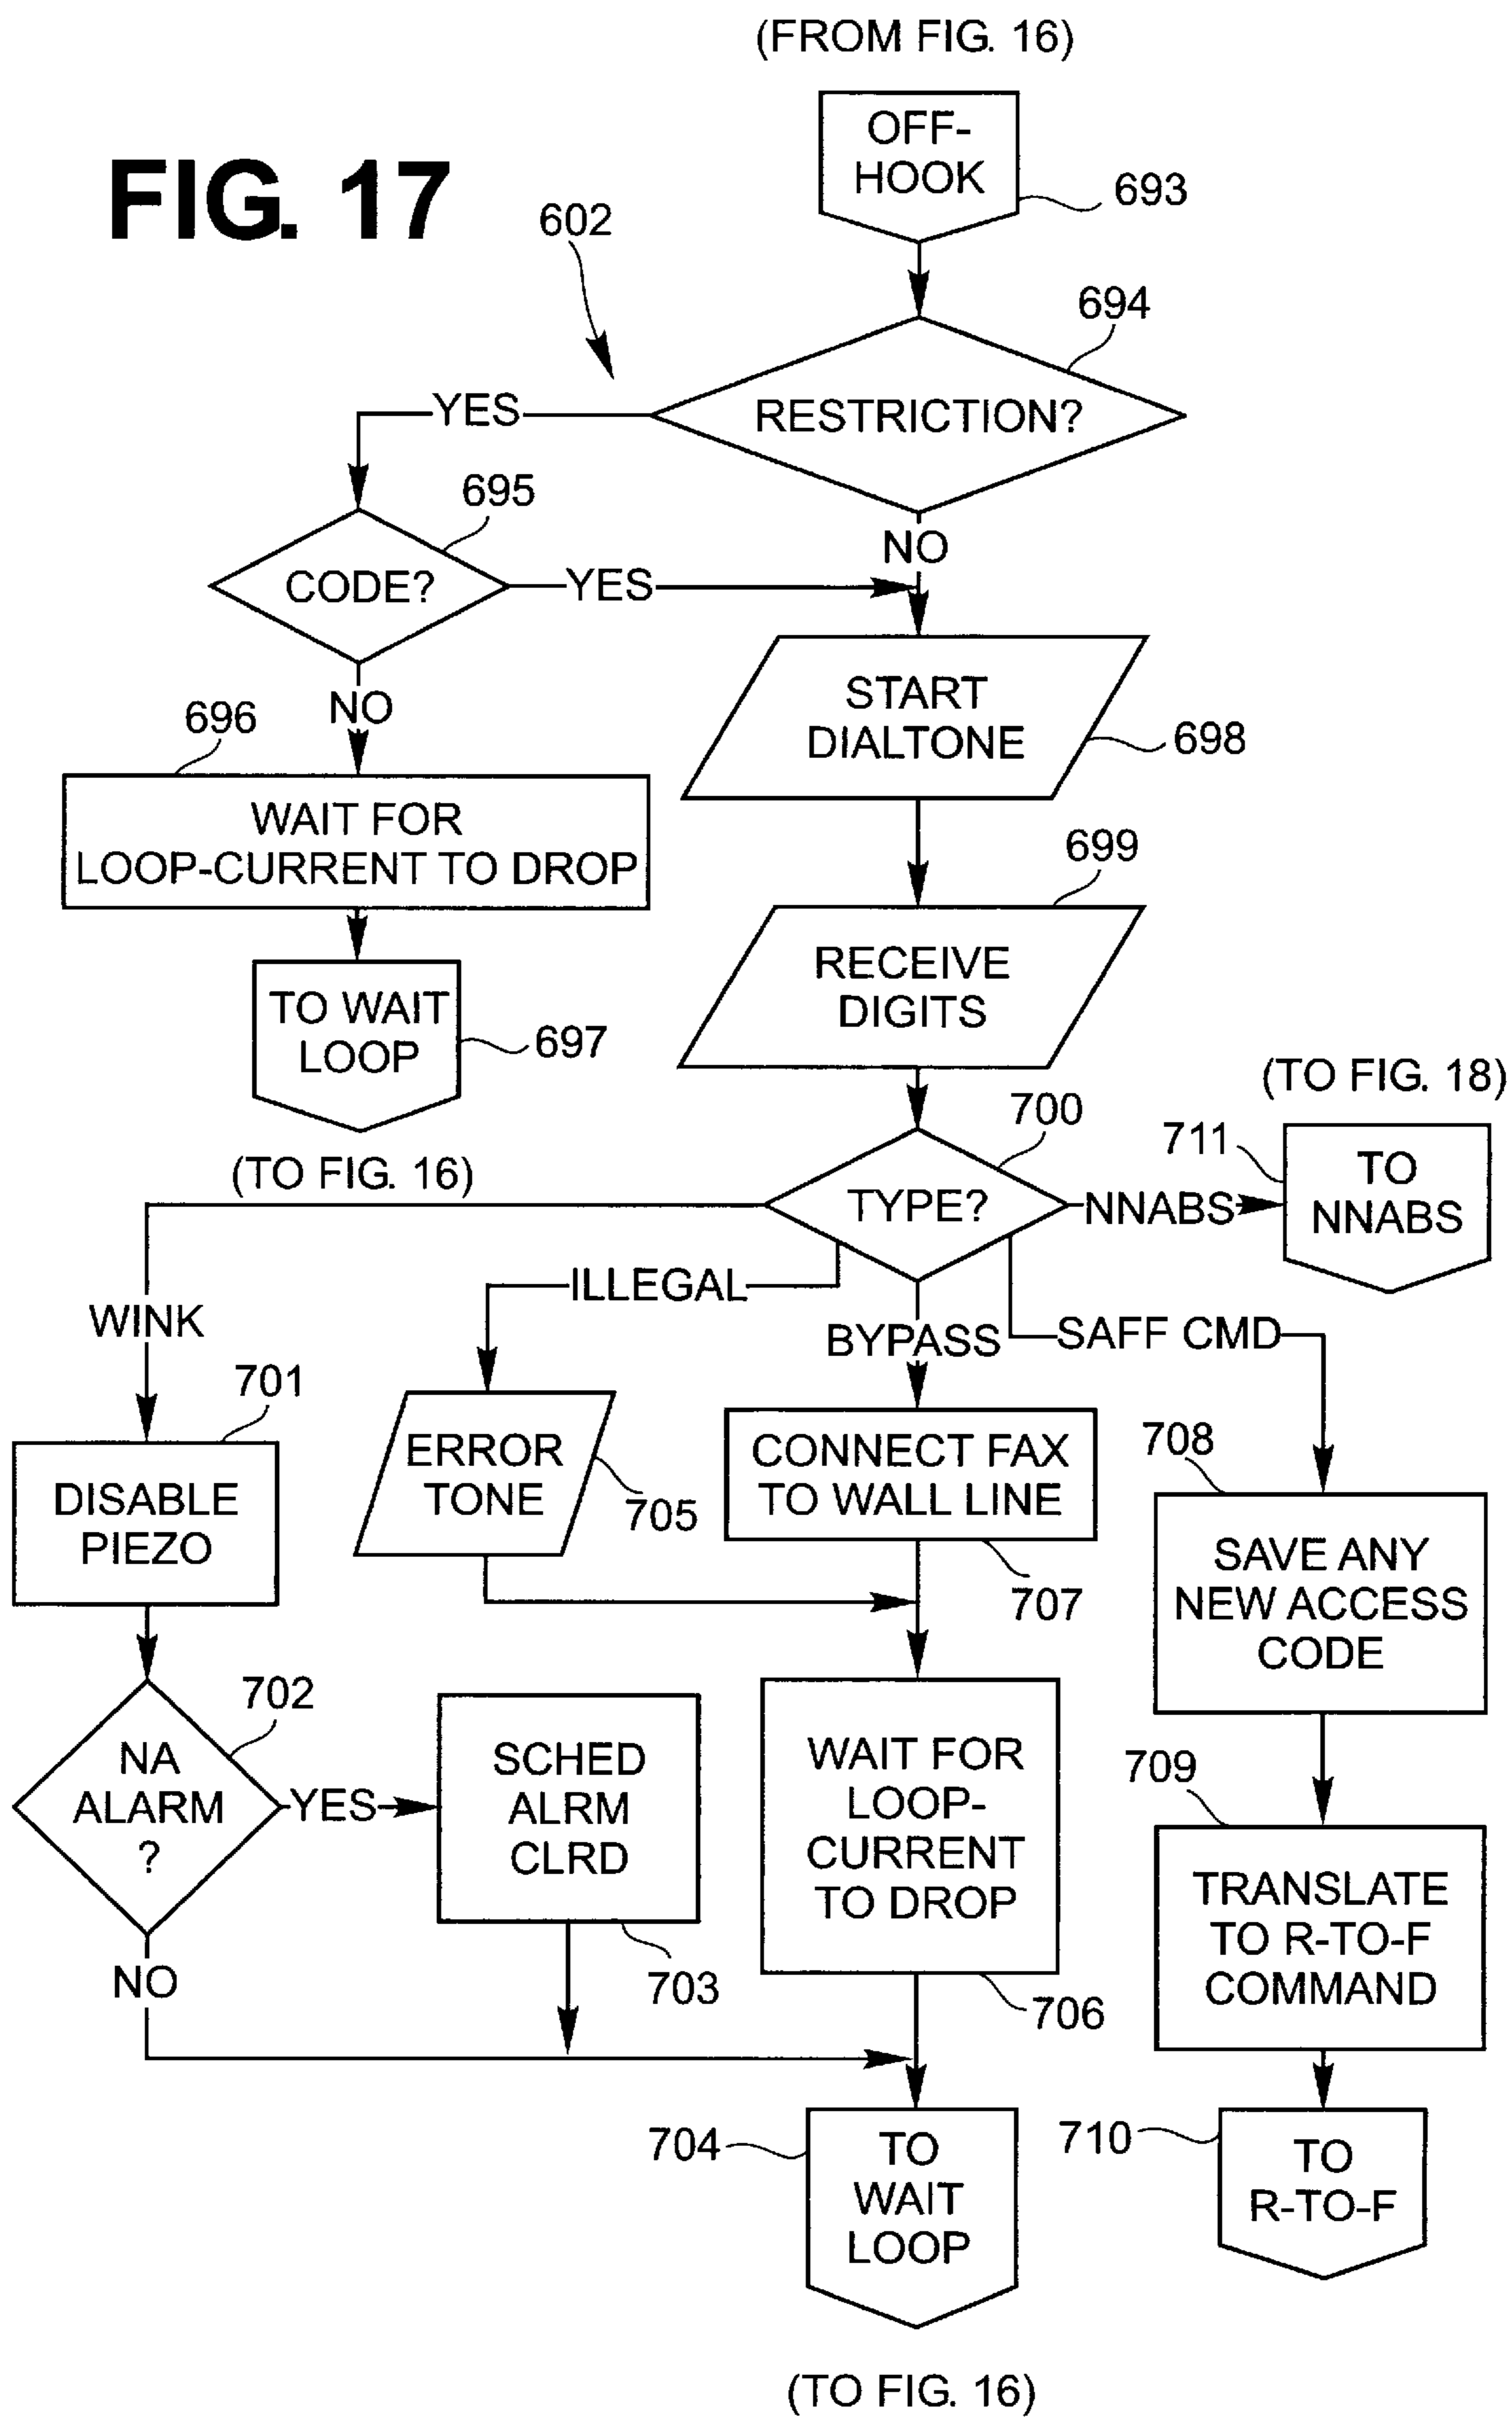 (FROM FIG. 16)
OFF-
HOOK
693
FIG. 17
602
694
RESTRICTION?
YES
695
NO
CODE?
YES
NO
696
START
DIALTONE
698
WAIT FOR
LOOP-CURRENT TO DROP
699
RECEIVE
DIGITS
TO WAIT
LOOP
697
(TO FIG. 16)
(TO FIG. 18)
700
711
TO
NNABS
TYPE?
NNABS
ILLEGAL
WINK
BYPASS
SAFF CMD
701
DISABLE
PIEZO
ERROR
TONE
705
CONNECT FAX
TO WALL LINE
707
708
SAVE ANY
NEW ACCESS
CODE
702
NA
ALARM
?
YES
SCHED
ALRM
CLRD
703
WAIT FOR
LOOP-
CURRENT
TO DROP
706
709
TRANSLATE
TO R-TO-F
COMMAND
NO
704
TO
WAIT
LOOP
710
TO
R-TO-F
(TO FIG. 16)